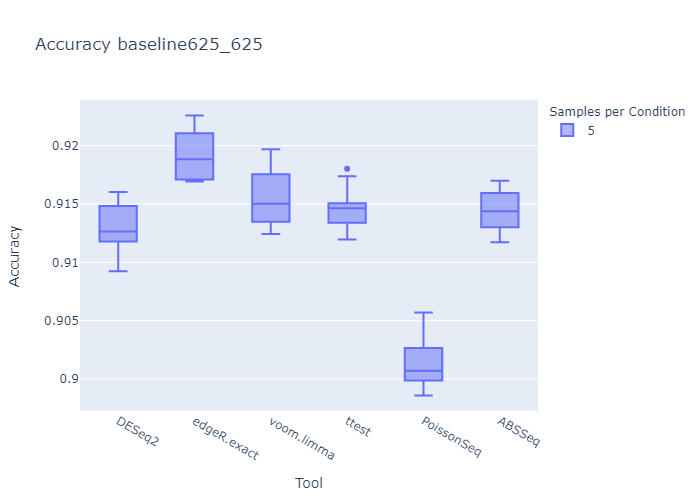 Accuracy baseline625_625
Samples per Condition
5
0.92
0.915
0.91
0.905
0.9
Accuracy
DESeq2
edgeR.exact
voom.limma
ttest
PoissonSeq
ABSSeq
Tool